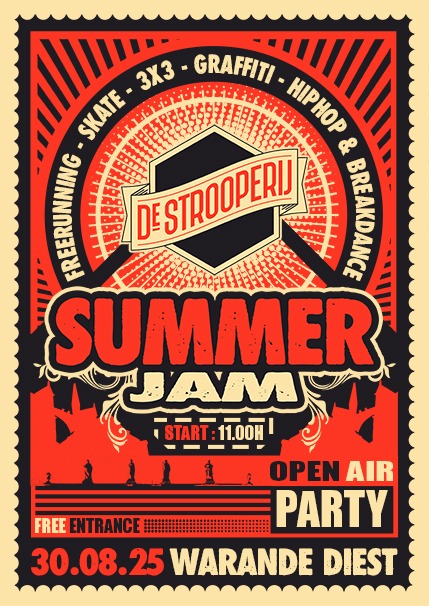 FREERUNNING - SKATE - 3X3 - GRAFFITI - HIPHOP & BREAKDANCE
DE STROOPERIJ
SUMMER
JAM
START : 11.00H
OPEN AIR
PARTY
FREE ENTRANCE
30.08.25 WARANDE DIEST